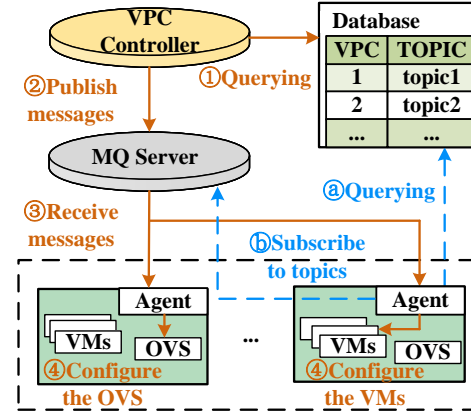 VPC
Controller
Database
VPC TOPIC
1 topic1
2 topic2
... ...
①Querying
②Publish
messages
MQ Server
ⓐQuerying
③Receive
messages
ⓑSubscribe
to topics
Agent
VMs
OVS
④Configure
the OVS
...
Agent
VMs
OVS
④Configure
the VMs